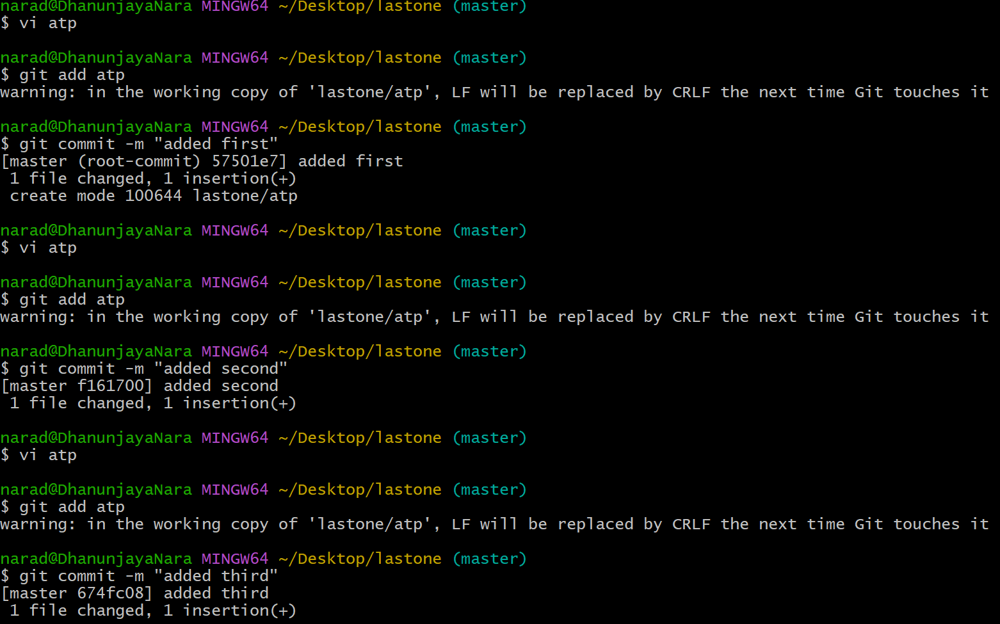 narad@DhanunjayaNara MINGW64 ~/Desktop/lastone (master)
$ vi atp
narad@DhanunjayaNara MINGW64 ~/Desktop/lastone (master)
$ git add atp
warning: in the working copy of 'lastone/atp', LF will be replaced by CRLF the next time Git touches it
narad@DhanunjayaNara MINGW64 ~/Desktop/lastone (master)
$ git commit -m "added first"
[master (root-commit) 57501e7] added first
 1 file changed, 1 insertion(+)
 create mode 100644 lastone/atp
narad@DhanunjayaNara MINGW64 ~/Desktop/lastone (master)
$ vi atp
narad@DhanunjayaNara MINGW64 ~/Desktop/lastone (master)
$ git add atp
warning: in the working copy of 'lastone/atp', LF will be replaced by CRLF the next time Git touches it
narad@DhanunjayaNara MINGW64 ~/Desktop/lastone (master)
$ git commit -m "added second"
[master f161700] added second
 1 file changed, 1 insertion(+)
narad@DhanunjayaNara MINGW64 ~/Desktop/lastone (master)
$ vi atp
narad@DhanunjayaNara MINGW64 ~/Desktop/lastone (master)
$ git add atp
warning: in the working copy of 'lastone/atp', LF will be replaced by CRLF the next time Git touches it
narad@DhanunjayaNara MINGW64 ~/Desktop/lastone (master)
$ git commit -m "added third"
[master 674fc08] added third
 1 file changed, 1 insertion(+)